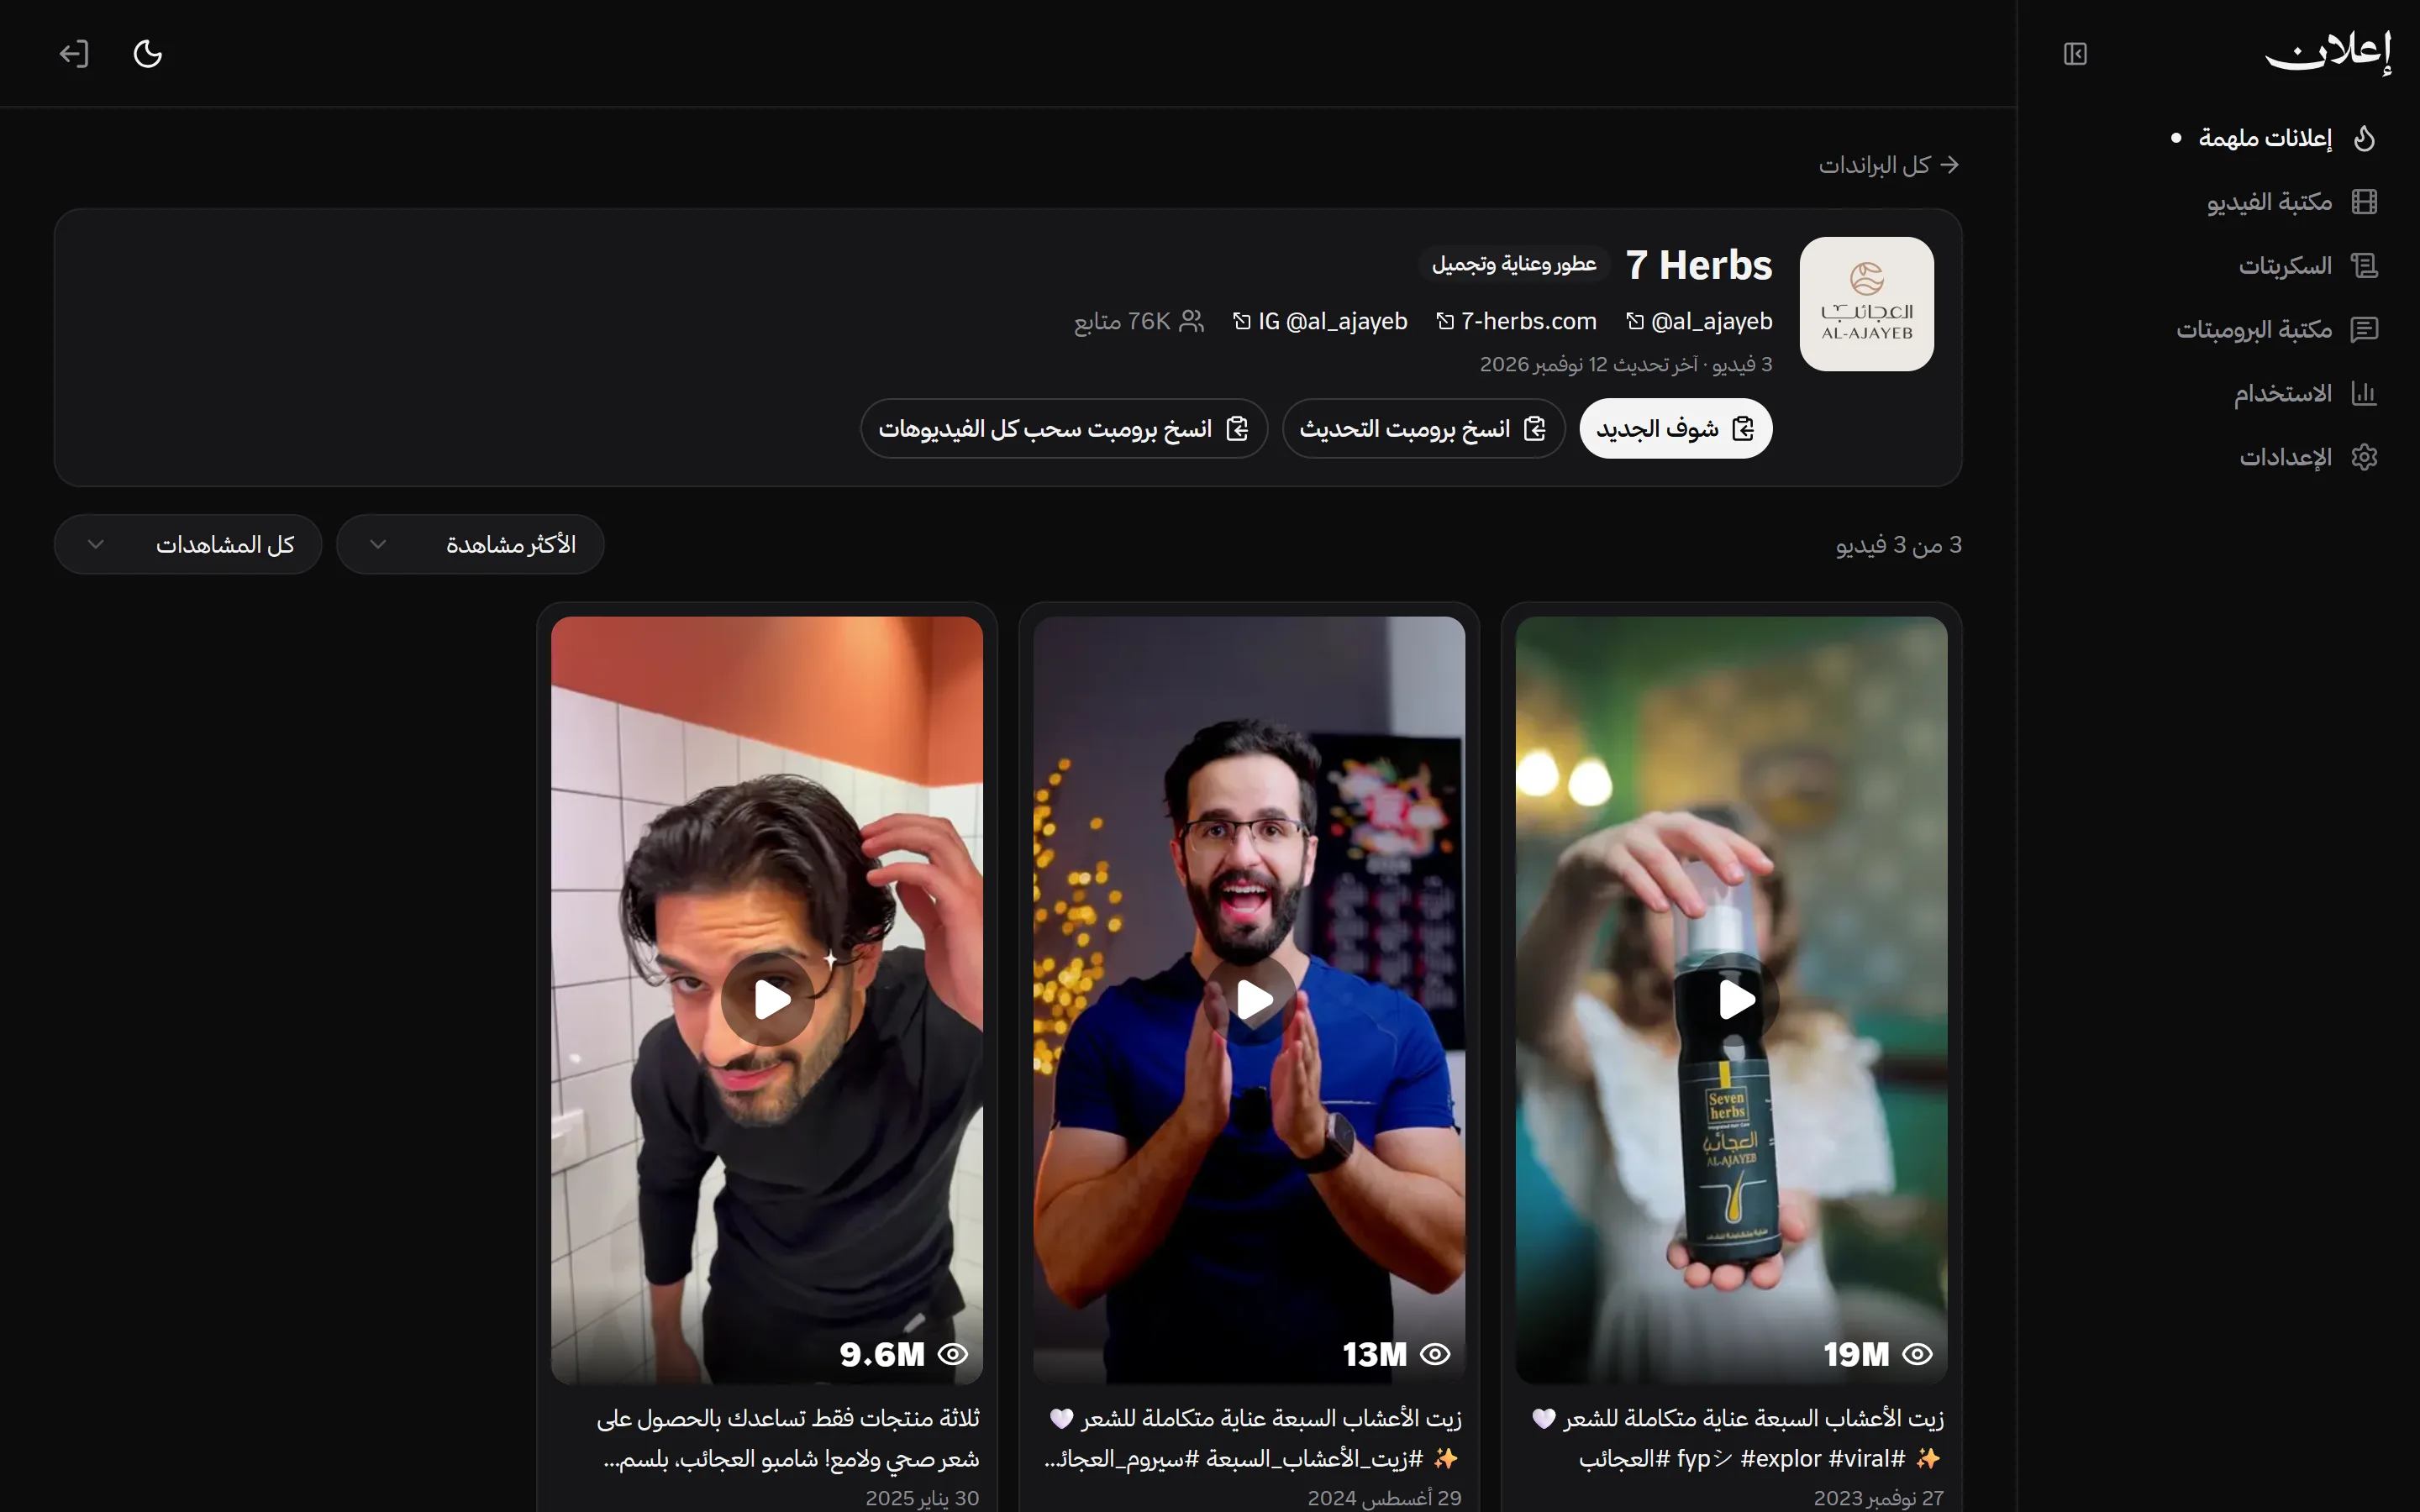 إعلان
إعلانات ملهمة
مكتبة الفيديو
السكربتات
مكتبة البرومبتات
الاستخدام
الإعدادات
كل البراندات
7 Herbs عطور وعناية وتجميل
@al_ajayeb 7-herbs.com IG @al_ajayeb 76K متابع
3 فيديو · آخر تحديث 12 نوفمبر 2026
شوف الجديد انسخ برومبت التحديث انسخ برومبت سحب كل الفيديوهات
العجائب
AL-AJAYEB
3 من 3 فيديو الأكثر مشاهدة كل المشاهدات
Seven
herbs
العجائب
AL-AJAYEB
19M
زيت الأعشاب السبعة عناية متكاملة للشعر 🤍
✨ #fypシ #explor #viral #العجائب
27 نوفمبر 2023
13M
زيت الأعشاب السبعة عناية متكاملة للشعر 🤍
✨ #زيت_الأعشاب_السبعة #سيروم_العجائـ...
29 أغسطس 2024
9.6M
ثلاثة منتجات فقط تساعدك بالحصول على
شعر صحي ولامع! شامبو العجائب، بلسم...
30 يناير 2025